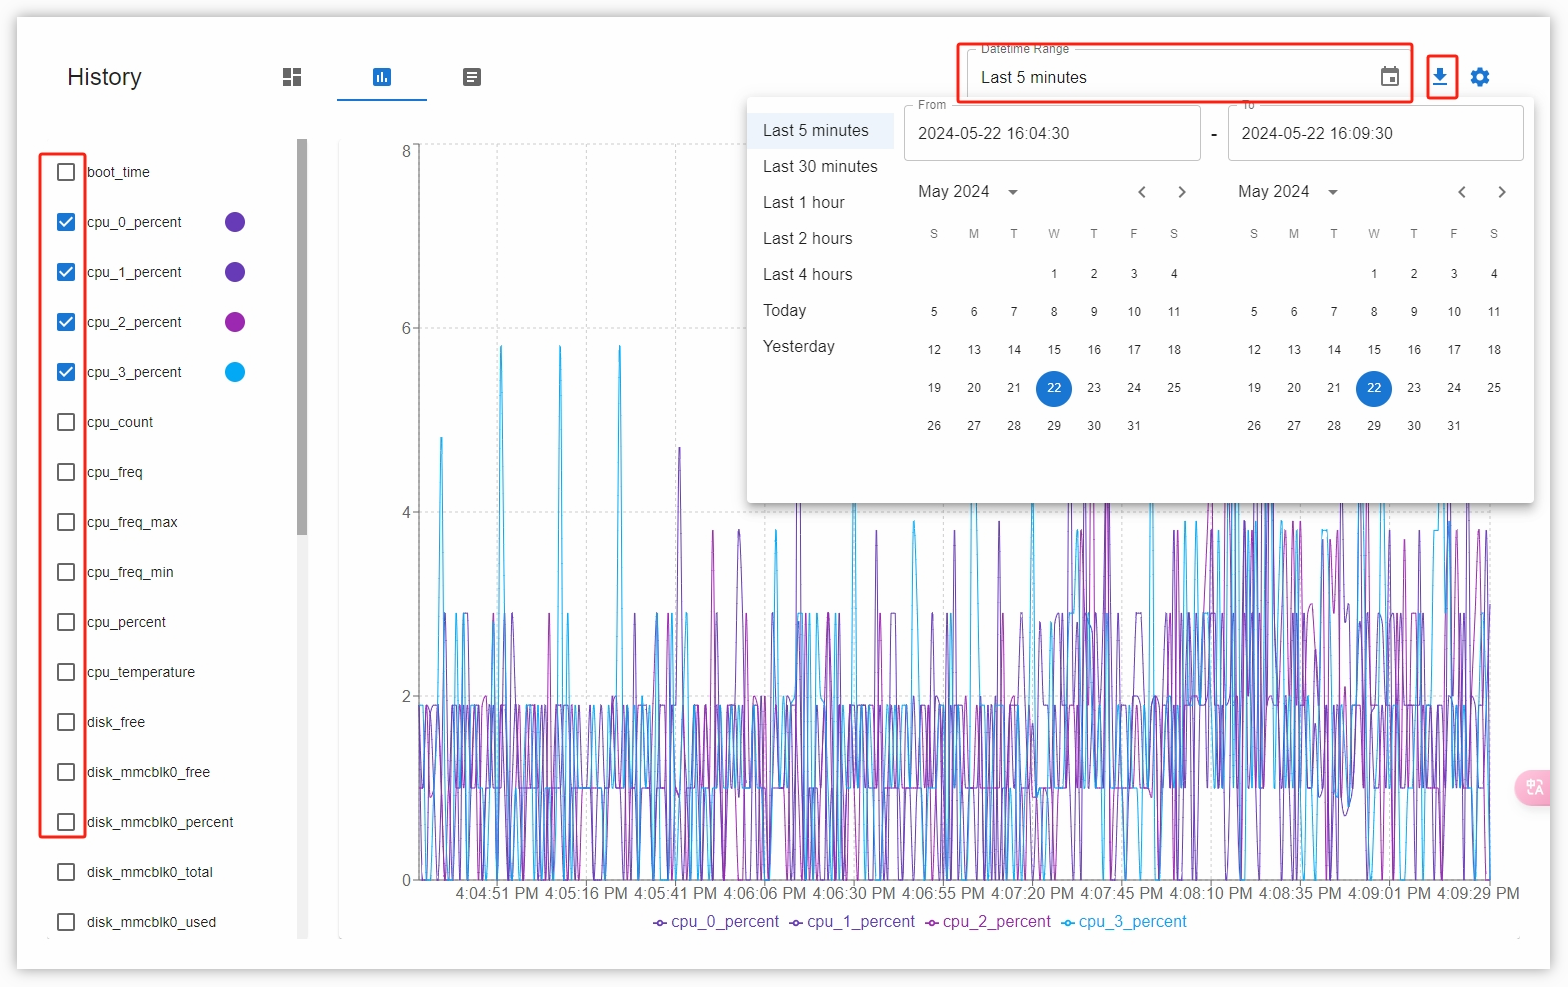 History
Datetime Range
Last 5 minutes
boot_time
cpu_0_percent
cpu_1_percent
cpu_2_percent
cpu_3_percent
cpu_count
cpu_freq
cpu_freq_max
cpu_freq_min
cpu_percent
cpu_temperature
disk_free
disk_mmcblk0_free
disk_mmcblk0_percent
disk_mmcblk0_total
disk_mmcblk0_used
Last 5 minutes
Last 30 minutes
Last 1 hour
Last 2 hours
Last 4 hours
Today
Yesterday
From
2024-05-22 16:04:30
-
To
2024-05-22 16:09:30
May 2024
S M T W T F S
1 2 3 4
5 6 7 8 9 10 11
12 13 14 15 16 17 18
19 20 21 22 23 24 25
26 27 28 29 30 31
May 2024
S M T W T F S
1 2 3 4
5 6 7 8 9 10 11
12 13 14 15 16 17 18
19 20 21 22 23 24 25
26 27 28 29 30 31
8
6
4
2
0
4:04:51 PM 4:05:16 PM 4:05:41 PM 4:06:06 PM 4:06:30 PM 4:06:55 PM 4:07:20 PM 4:07:45 PM 4:08:10 PM 4:08:35 PM 4:09:01 PM 4:09:29 PM
cpu_0_percent cpu_1_percent cpu_2_percent cpu_3_percent
中
A